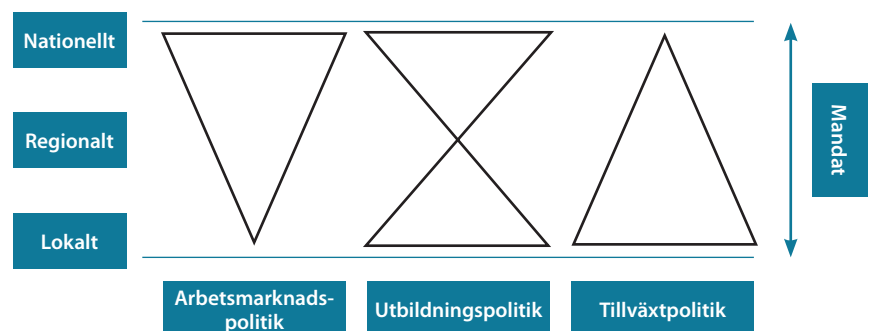 Nationellt
Regionalt
Lokalt
Mandat
Arbetsmarknads-
politik
Utbildningspolitik
Tillväxtpolitik